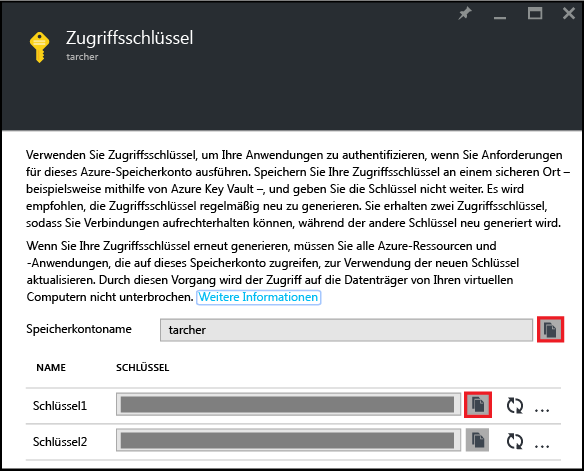 Zugriffsschlüssel
tarcher
Verwenden Sie Zugriffsschlüssel, um Ihre Anwendungen zu authentifizieren, wenn Sie Anforderungen
für dieses Azure-Speicherkonto ausführen. Speichern Sie Ihre Zugriffsschlüssel an einem sicheren Ort –
beispielsweise mithilfe von Azure Key Vault –, und geben Sie die Schlüssel nicht weiter. Es wird
empfohlen, die Zugriffsschlüssel regelmäßig neu zu generieren. Sie erhalten zwei Zugriffsschlüssel,
sodass Sie Verbindungen aufrechterhalten können, während der andere Schlüssel neu generiert wird.
Wenn Sie Ihre Zugriffsschlüssel erneut generieren, müssen Sie alle Azure-Ressourcen und
-Anwendungen, die auf dieses Speicherkonto zugreifen, zur Verwendung der neuen Schlüssel
aktualisieren. Durch diesen Vorgang wird der Zugriff auf die Datenträger von Ihren virtuellen
Computern nicht unterbrochen. Weitere Informationen
Speicherkontoname tarcher
NAME SCHLÜSSEL
Schlüssel1 ...
Schlüssel2 ...